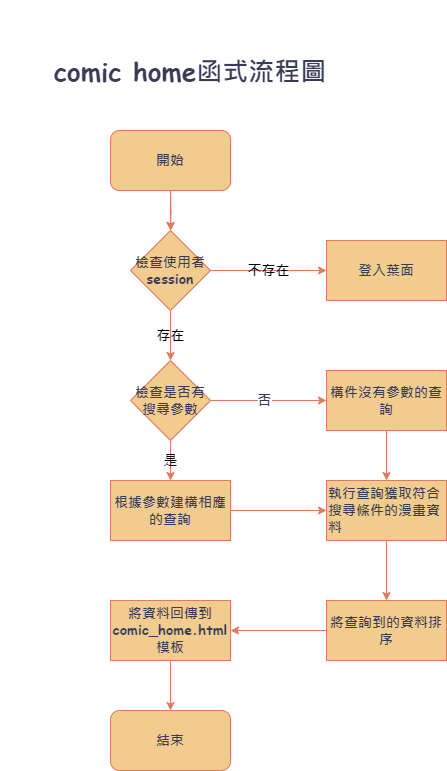 comic home函式流程圖
開始
檢查使用者
session
不存在
登入葉面
存在
檢查是否有
搜尋參數
否
構件沒有參數的查
詢
是
根據參數建構相應
的查詢
執行查詢獲取符合
搜尋條件的漫畫資
料
將資料回傳到
comic_home.html
模板
將查詢到的資料排
序
結束